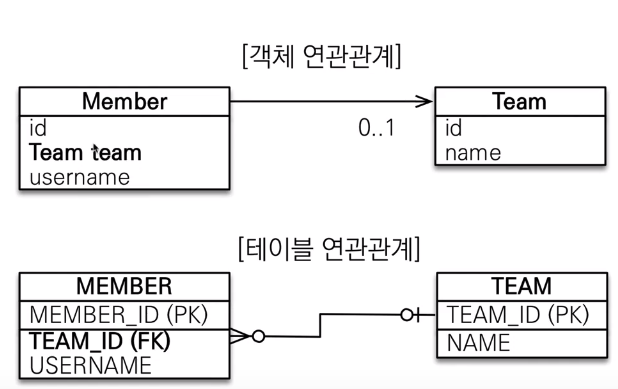 [객체 연관관계]
Member
id
Team team
username
0..1
Team
id
name
[테이블 연관관계]
MEMBER
MEMBER_ID (PK)
TEAM_ID (FK)
USERNAME
TEAM
TEAM_ID (PK)
NAME